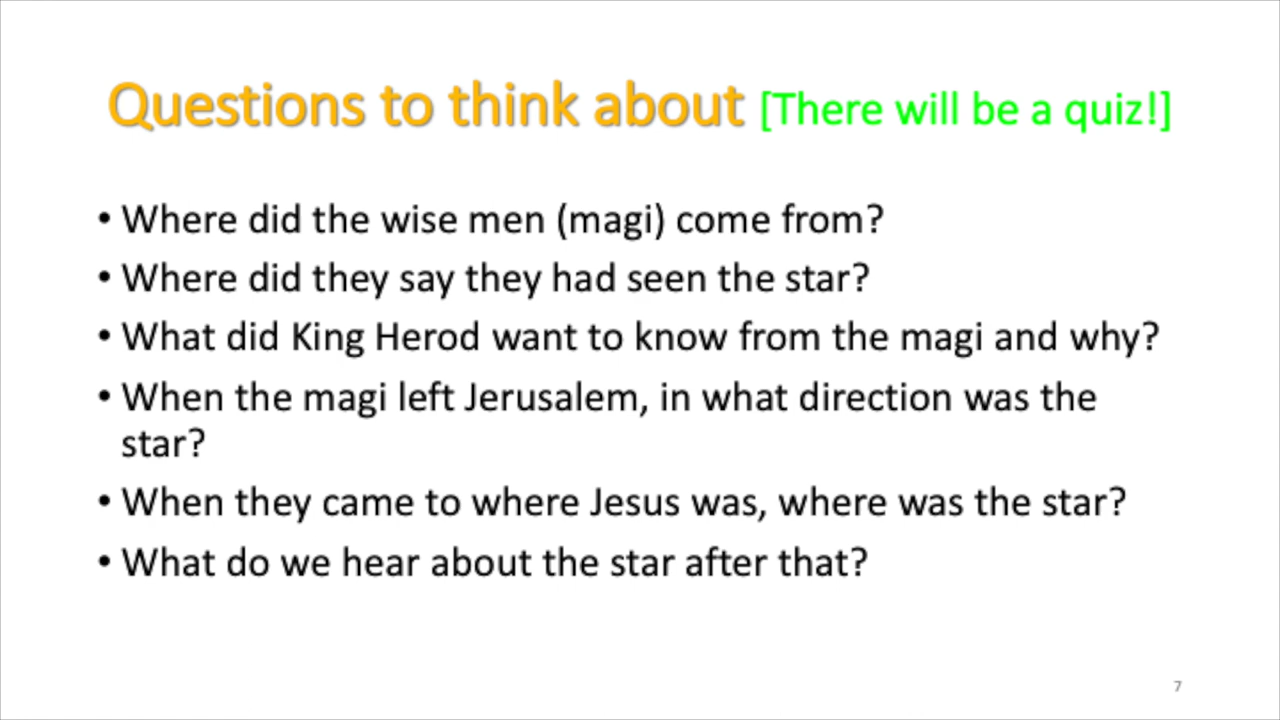 Questions to think about [There will be a quiz!]
• Where did the wise men (magi) come from?
• Where did they say they had seen the star?
• What did King Herod want to know from the magi and why?
• When the magi left Jerusalem, in what direction was the
star?
• When they came to where Jesus was, where was the star?
• What do we hear about the star after that?
7